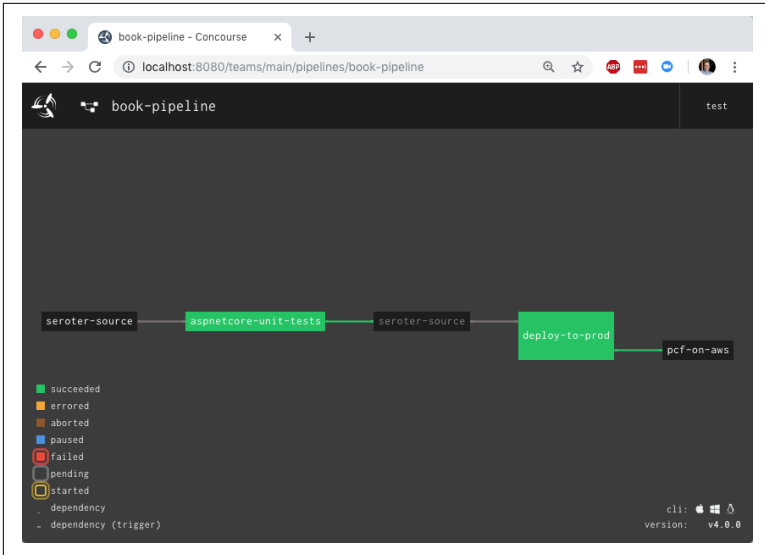 book-pipeline - Concourse
localhost:8080/teams/main/pipelines/book-pipeline
ABP
book-pipeline
test
seroter-source
aspnetcore-unit-tests
seroter-source
deploy-to-prod
pcf-on-aws
succeeded
errored
aborted
paused
failed
pending
started
dependency
dependency (trigger)
cli:
version: v4.0.0